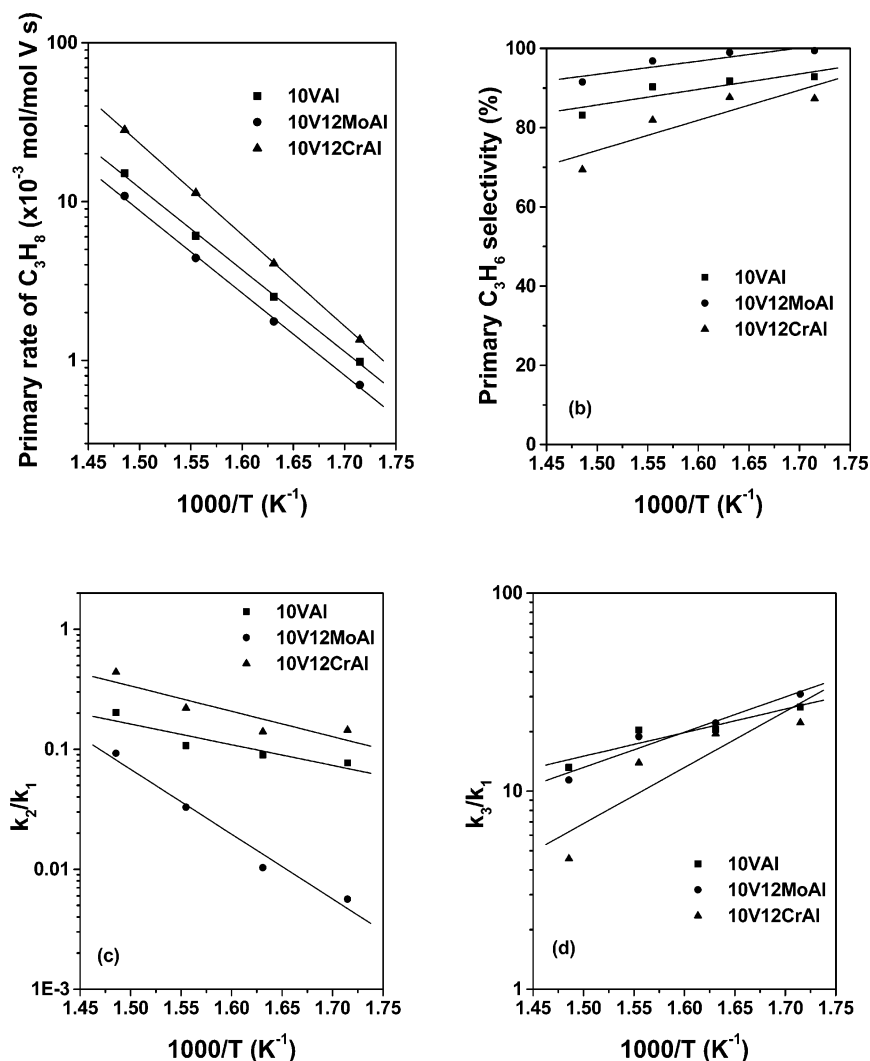 Primary rate of C₃H₈ (x10⁻³ mol/mol V s)
100
10
1
10VAl
10V12MoAl
10V12CrAl
1.45 1.50 1.55 1.60 1.65 1.70 1.75
1000/T (K⁻¹)
Primary C₃H₆ selectivity (%)
100
80
60
40
20
0
10VAl
10V12MoAl
10V12CrAl
(b)
1.45 1.50 1.55 1.60 1.65 1.70 1.75
1000/T (K⁻¹)
k₂/k₁
1
0.1
0.01
1E-3
10VAl
10V12MoAl
10V12CrAl
(c)
1.45 1.50 1.55 1.60 1.65 1.70 1.75
1000/T (K⁻¹)
k₃/k₁
100
10
1
10VAl
10V12MoAl
10V12CrAl
(d)
1.45 1.50 1.55 1.60 1.65 1.70 1.75
1000/T (K⁻¹)